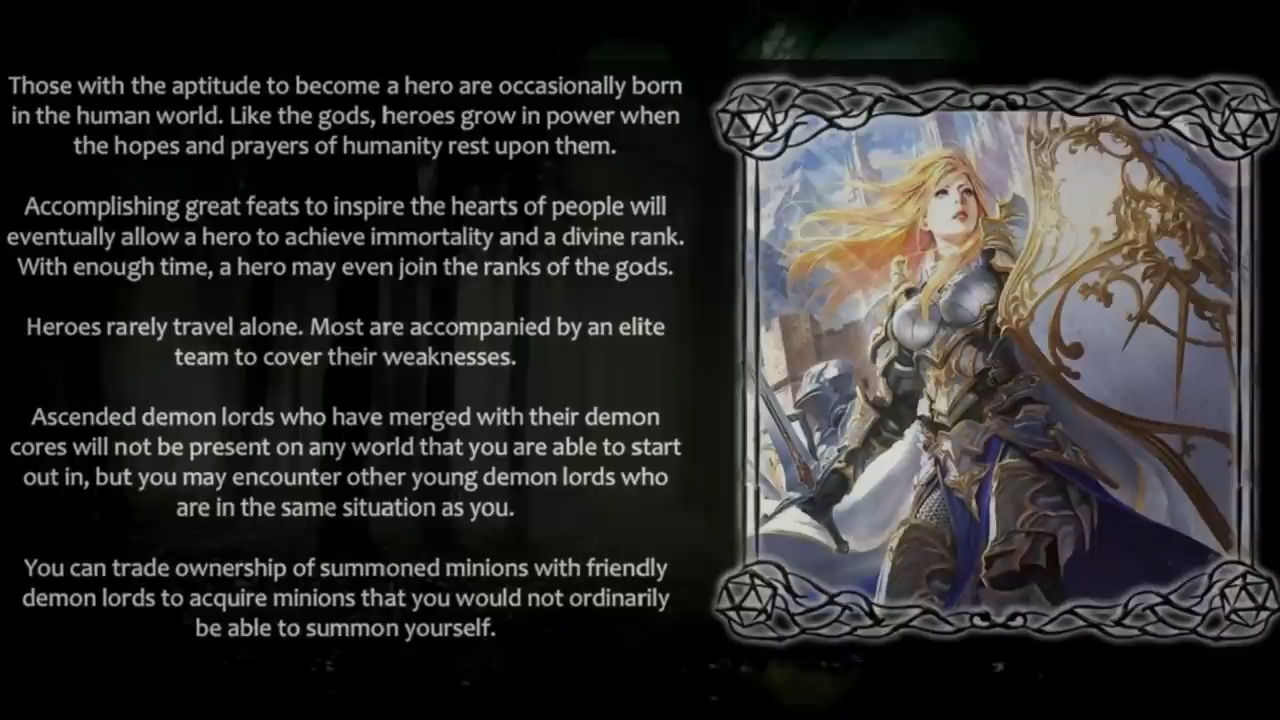 Those with the aptitude to become a hero are occasionally born
in the human world. Like the gods, heroes grow in power when
the hopes and prayers of humanity rest upon them.
Accomplishing great feats to inspire the hearts of people will
eventually allow a hero to achieve immortality and a divine rank.
With enough time, a hero may even join the ranks of the gods.
Heroes rarely travel alone. Most are accompanied by an elite
team to cover their weaknesses.
Ascended demon lords who have merged with their demon
cores will not be present on any world that you are able to start
out in, but you may encounter other young demon lords who
are in the same situation as you.
You can trade ownership of summoned minions with friendly
demon lords to acquire minions that you would not ordinarily
be able to summon yourself.